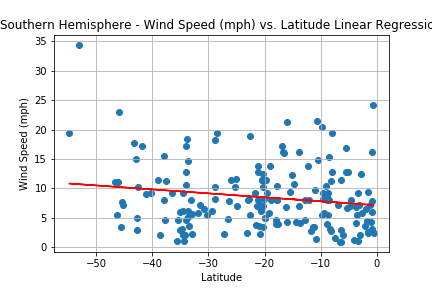 Southern Hemisphere - Wind Speed (mph) vs. Latitude Linear Regressio
35
30
25
20
15
10
5
0
Wind Speed (mph)
−50 −40 −30 −20 −10 0
Latitude